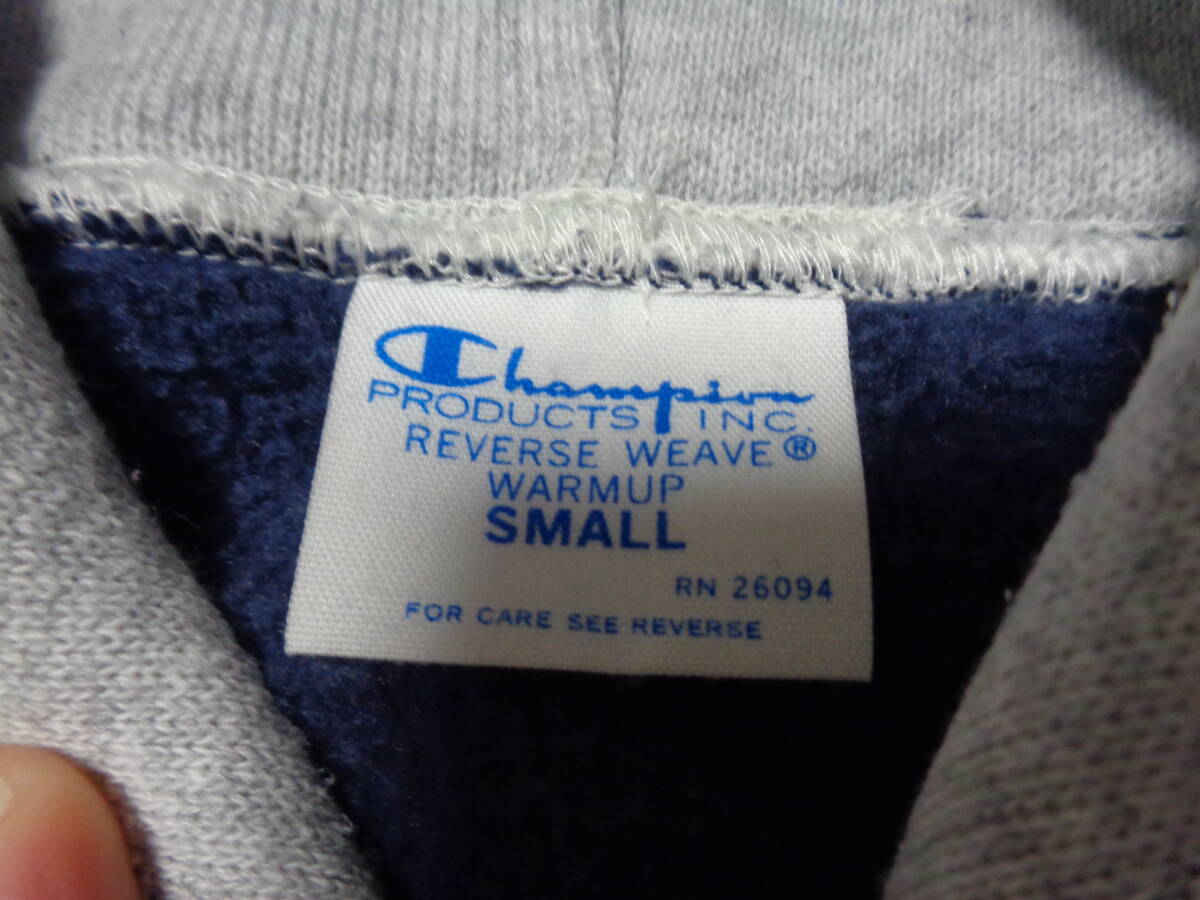 Champion
PRODUCTS INC.
REVERSE WEAVE®
WARMUP
SMALL
RN 26094
FOR CARE SEE REVERSE